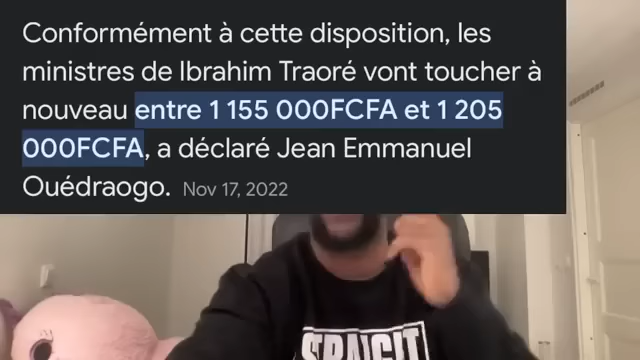 Conformément à cette disposition, les
ministres de Ibrahim Traoré vont toucher à
nouveau entre 1 155 000FCFA et 1 205
000FCFA, a déclaré Jean Emmanuel
Ouédraogo. Nov 17, 2022
STRAIGHT